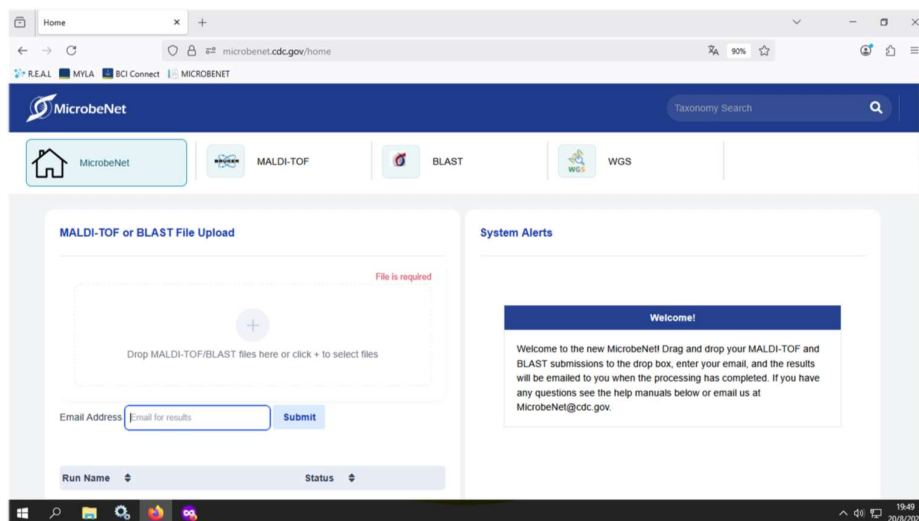 Home
microbenet.cdc.gov/home
90%
R.E.A.L MYLA BCI Connect MICROBENET
MicrobeNet
Taxonomy Search
MicrobeNet
BRUKER
MALDI-TOF
BLAST
WGS
WGS
MALDI-TOF or BLAST File Upload
File is required
Drop MALDI-TOF/BLAST files here or click + to select files
Email Address
Email for results
Submit
Run Name
Status
System Alerts
Welcome!
Welcome to the new MicrobeNet! Drag and drop your MALDI-TOF and
BLAST submissions to the drop box, enter your email, and the results
will be emailed to you when the processing has completed. If you have
any questions see the help manuals below or email us at
MicrobeNet@cdc.gov.
19:49
20/8/202